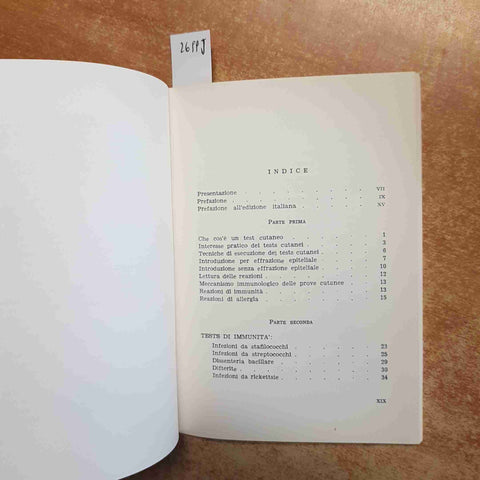 2699J
INDICE
Presentazione . . . . . . . . VII
Prefazione . . . . . . . . IX
Prefazione all'edizione italiana . . . . . XV
PARTE PRIMA
Che cos'è un test cutaneo . . . . . . 1
Interesse pratico dei tests cutanei . . . . 3
Tecniche di esecuzione dei tests cutanei . . . 6
Introduzione per effrazione epiteliale . . . 7
Introduzione senza effrazione epiteliale . . . 10
Lettura delle reazioni . . . . . . 12
Meccanismo immunologico delle prove cutanee . . 13
Reazioni di immunità . . . . . . 13
Reazioni di allergia . . . . . . 15
PARTE SECONDA
TESTS DI IMMUNITA':
Infezioni da stafilococchi . . . . . 23
Infezioni da streptococchi . . . . . 25
Dissenteria bacillare . . . . . . 29
Difterite . . . . . . . . 30
Infezioni da rickettsie . . . . . . 34
XIX